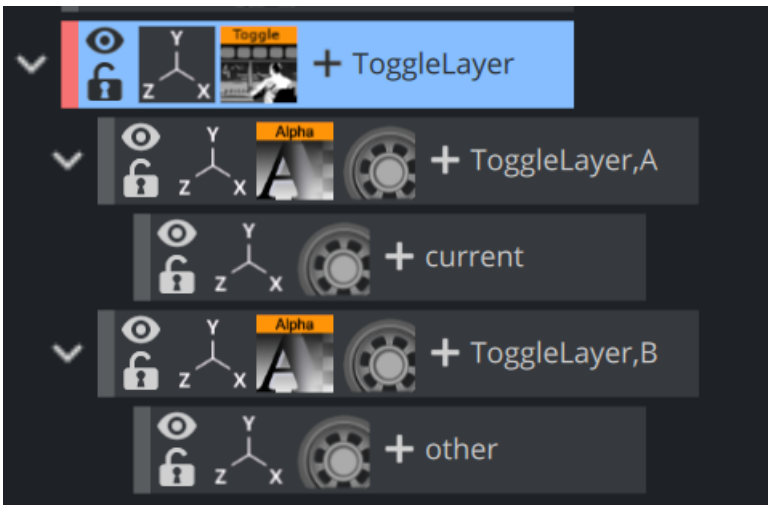 Y Z X Toggle ToggleLayer
Y Z X Alpha A ToggleLayer,A
Y Z X current
Y Z X Alpha A ToggleLayer,B
Y Z X other